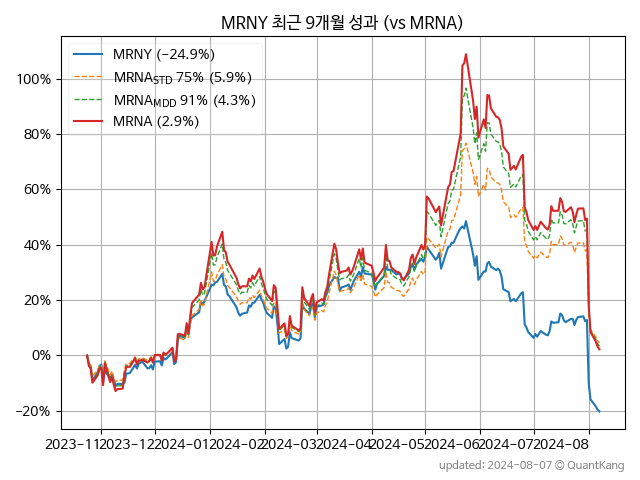 MRNY 최근 9개월 성과 (vs MRNA)
MRNY (−24.9%)
MRNA_STD 75% (5.9%)
MRNA_MDD 91% (4.3%)
MRNA (2.9%)
100%
80%
60%
40%
20%
0%
−20%
2023-11 2023-12 2024-01 2024-02 2024-03 2024-04 2024-05 2024-06 2024-07 2024-08
updated: 2024-08-07 ⓒ QuantKang